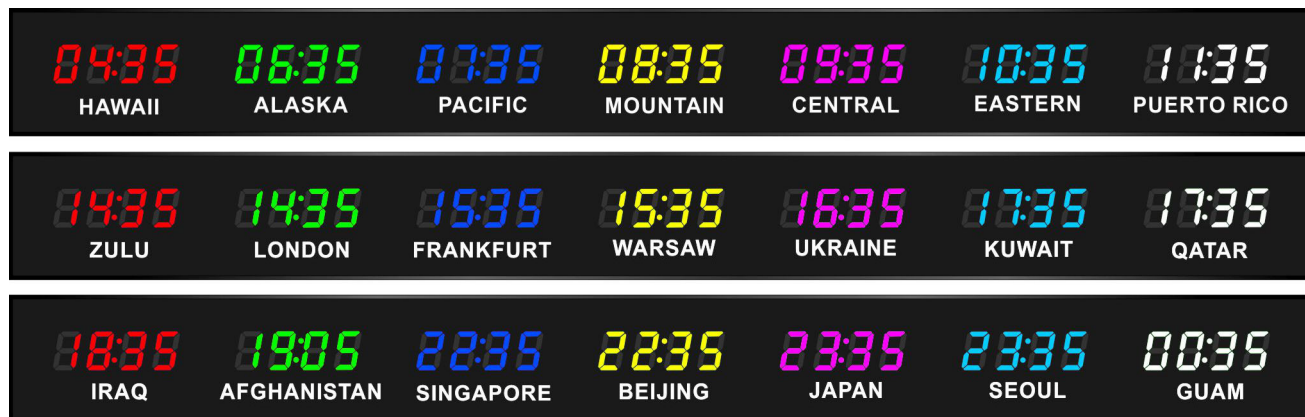 04:35 06:35 07:35 08:35 09:35 10:35 11:35
HAWAII ALASKA PACIFIC MOUNTAIN CENTRAL EASTERN PUERTO RICO
14:35 14:35 15:35 15:35 16:35 17:35 17:35
ZULU LONDON FRANKFURT WARSAW UKRAINE KUWAIT QATAR
18:35 19:05 22:35 22:35 23:35 23:35 00:35
IRAQ AFGHANISTAN SINGAPORE BEIJING JAPAN SEOUL GUAM